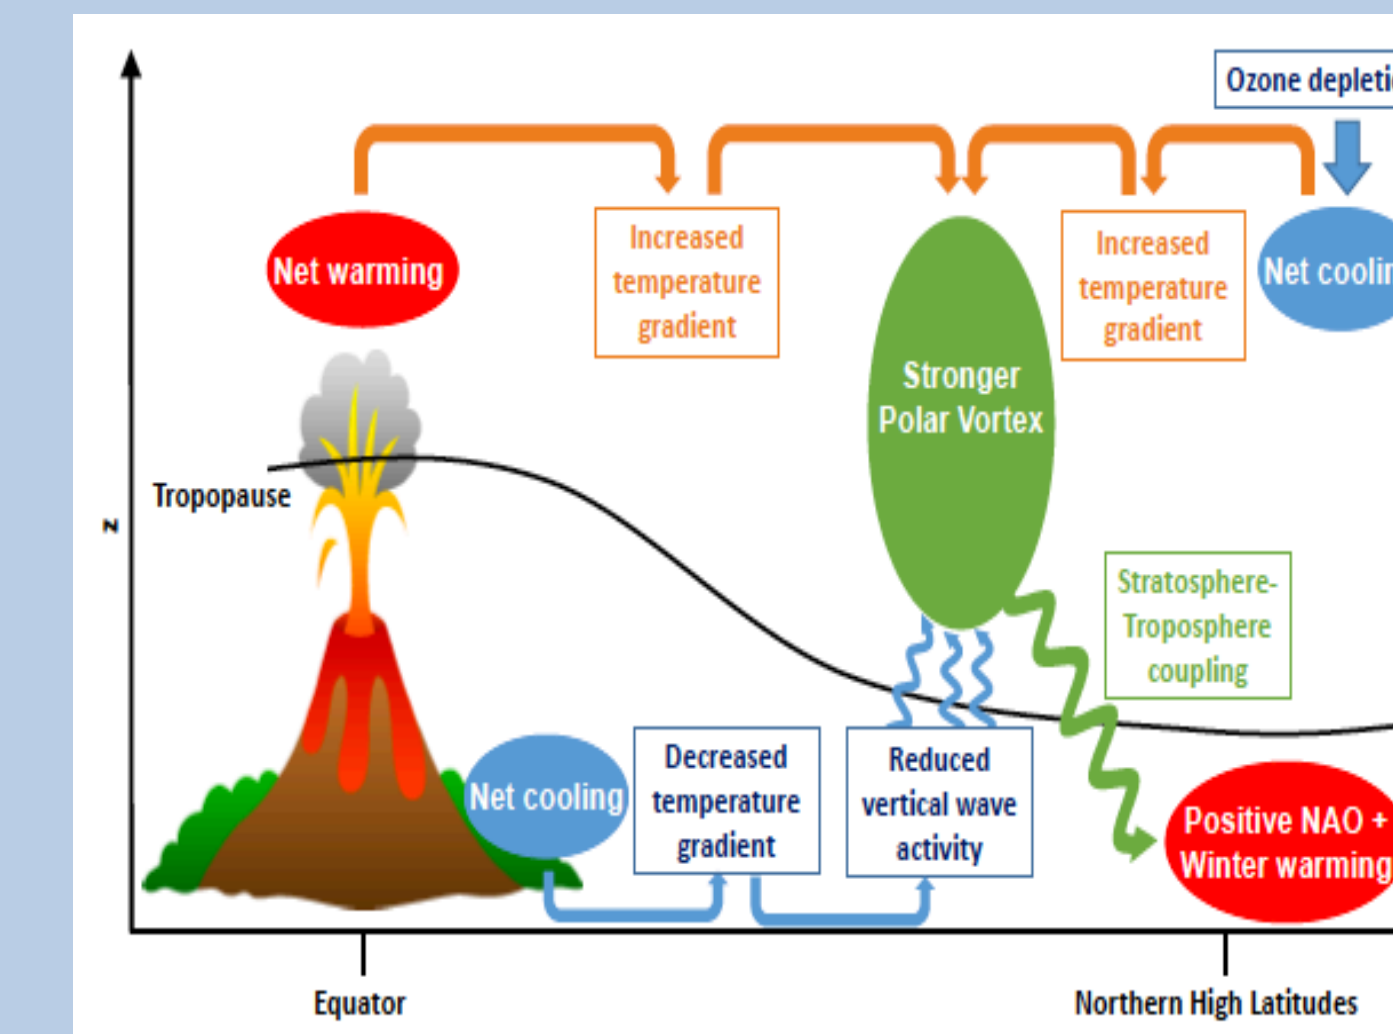 Ozone depleti
Increased
temperature
gradient
Increased
temperature
gradient
Net warming
Net coolin
Stronger
Polar Vortex
Tropopause
z
Stratosphere-
Troposphere
coupling
Net cooling
Decreased
temperature
gradient
Reduced
vertical wave
activity
Positive NAO +
Winter warming
Equator
Northern High Latitudes